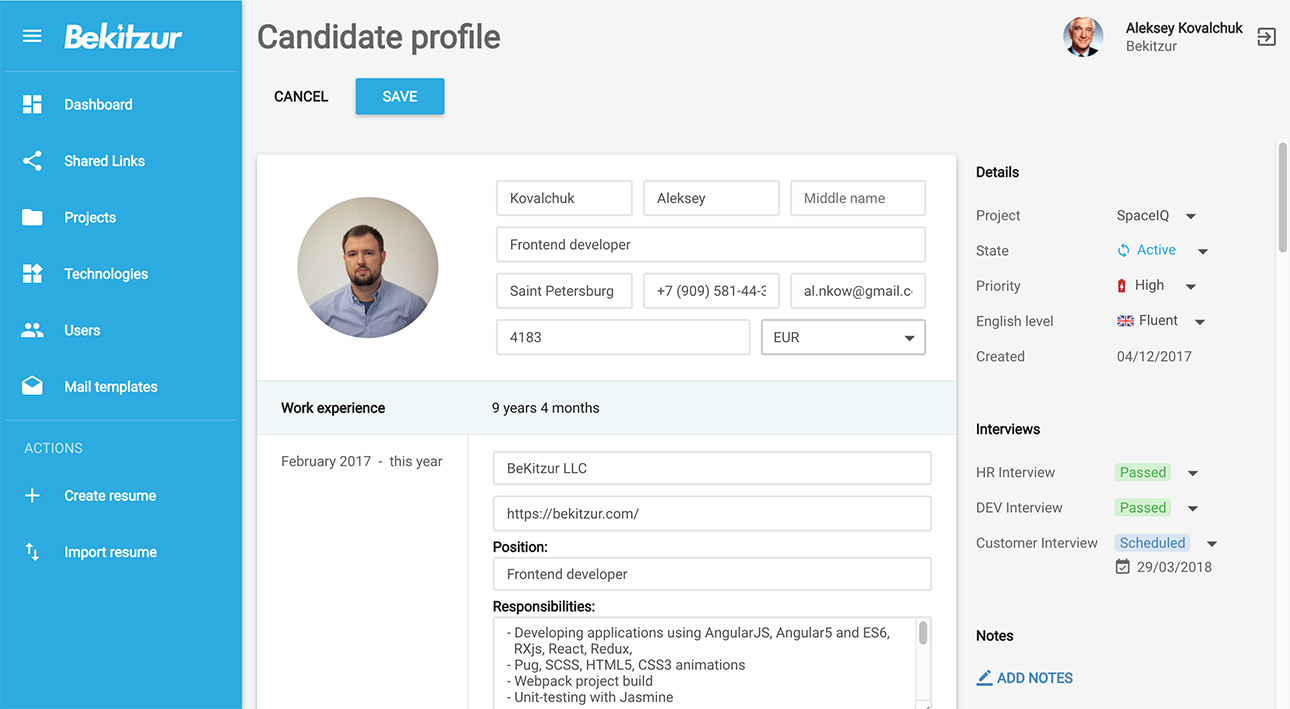 Bekitzur
Dashboard
Shared Links
Projects
Technologies
Users
Mail templates
ACTIONS
Create resume
Import resume
Candidate profile
Aleksey Kovalchuk
Bekitzur
CANCEL
SAVE
Kovalchuk
Aleksey
Middle name
Frontend developer
Saint Petersburg
+7 (909) 581-44-3
al.nkow@gmail.c
4183
EUR
Work experience
9 years 4 months
February 2017 - this year
BeKitzur LLC
https://bekitzur.com/
Position:
Frontend developer
Responsibilities:
- Developing applications using AngularJS, Angular5 and ES6,
RXjs, React, Redux,
- Pug, SCSS, HTML5, CSS3 animations
- Webpack project build
- Unit-testing with Jasmine
Details
Project SpaceIQ
State Active
Priority High
English level Fluent
Created 04/12/2017
Interviews
HR Interview Passed
DEV Interview Passed
Customer Interview Scheduled
29/03/2018
Notes
ADD NOTES